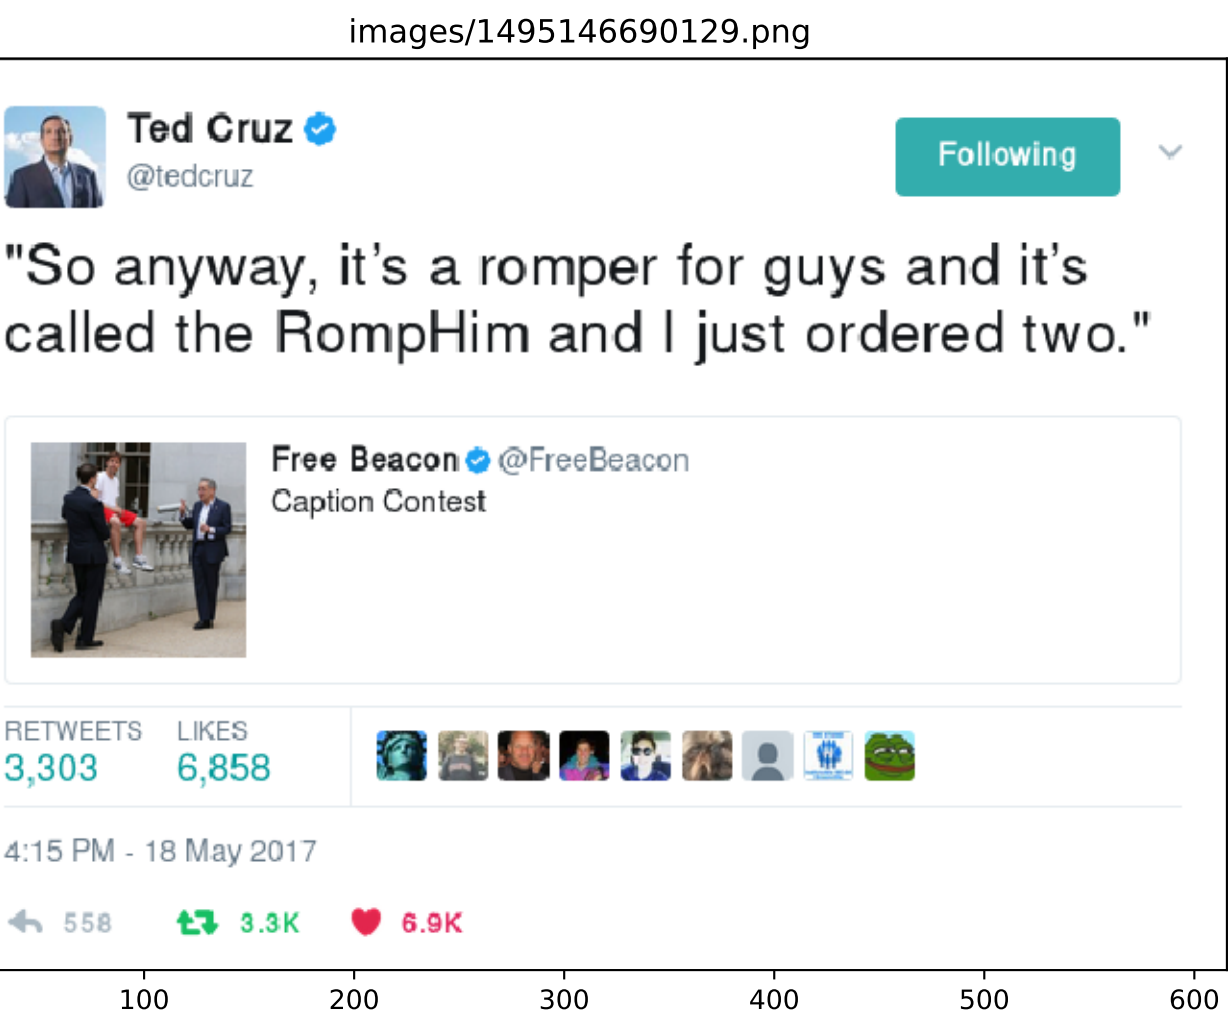 images/1495146690129.png
Ted Cruz
@tedcruz
Following
"So anyway, it’s a romper for guys and it’s
called the RompHim and I just ordered two."
Free Beacon @FreeBeacon
Caption Contest
RETWEETS LIKES
3,303 6,858
4:15 PM - 18 May 2017
558 3.3K 6.9K
100 200 300 400 500 600